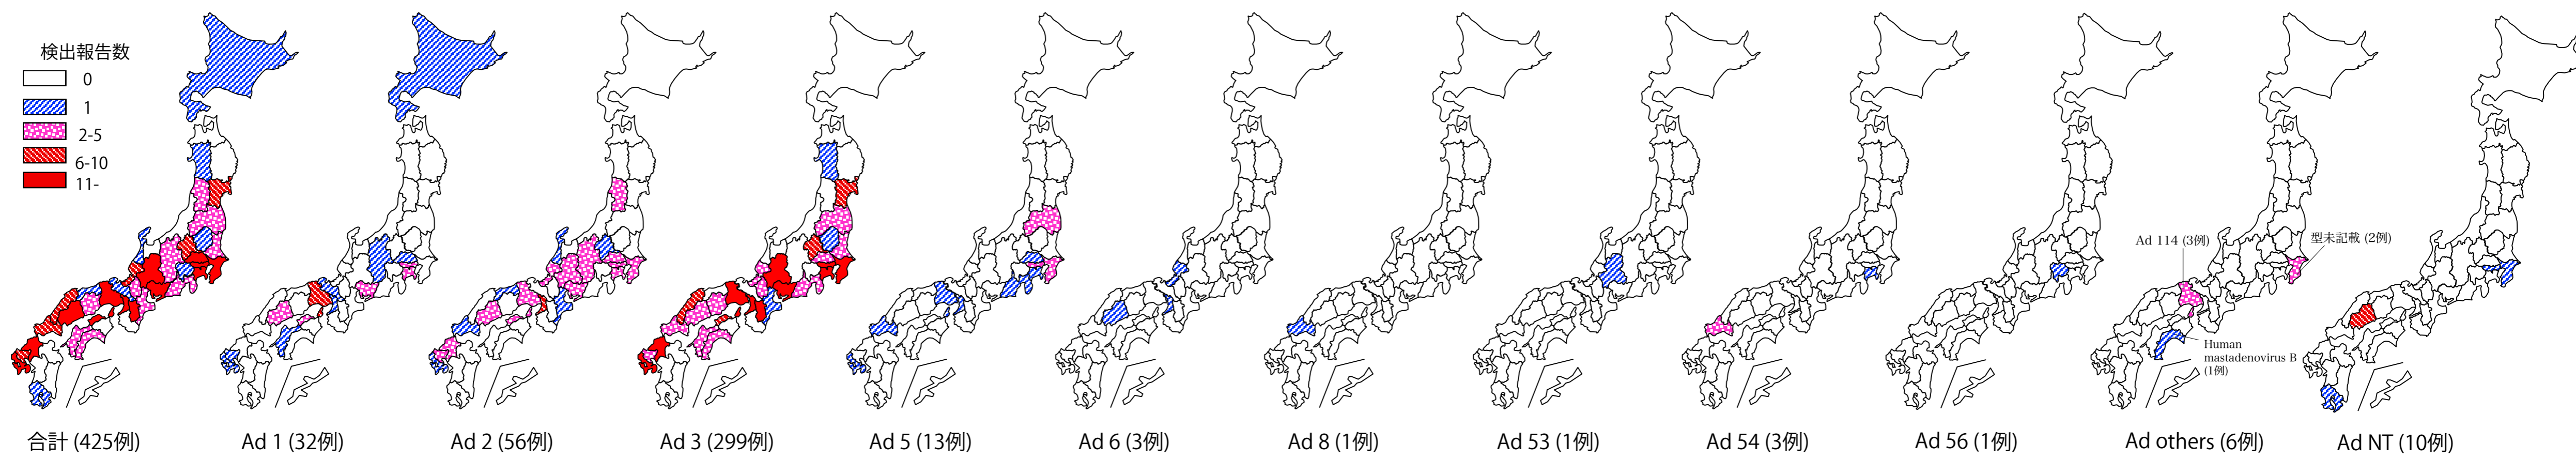 検出報告数
0
1
2-5
6-10
11-
Ad 114 (3例)
型未記載 (2例)
Human
mastadenovirus B
(1例)
合計 (425例)
Ad 1 (32例)
Ad 2 (56例)
Ad 3 (299例)
Ad 5 (13例)
Ad 6 (3例)
Ad 8 (1例)
Ad 53 (1例)
Ad 54 (3例)
Ad 56 (1例)
Ad others (6例)
Ad NT (10例)